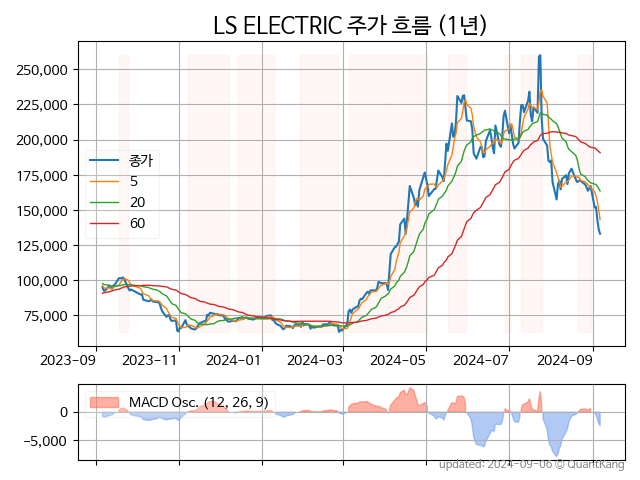 LS ELECTRIC 주가 흐름 (1년)
250,000
225,000
200,000
175,000
150,000
125,000
100,000
75,000
종가
5
20
60
2023-09 2023-11 2024-01 2024-03 2024-05 2024-07 2024-09
MACD Osc. (12, 26, 9)
0
−5,000
updated: 2024-09-06 © QuantKang